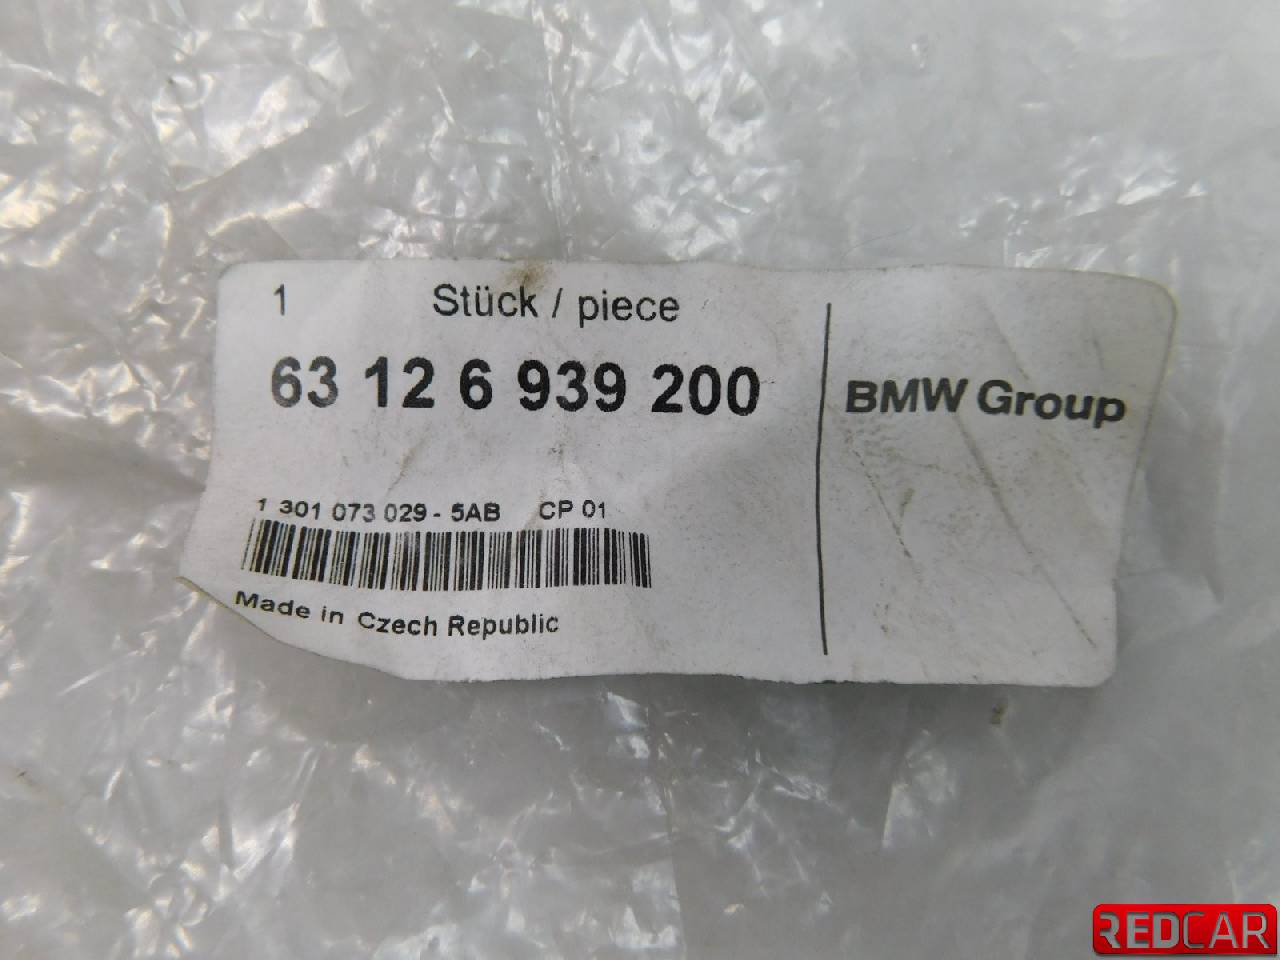 1 Stück / piece
63 12 6 939 200
BMW Group
1 301 073 029 - 5AB CP 01
Made in Czech Republic
REDCAR